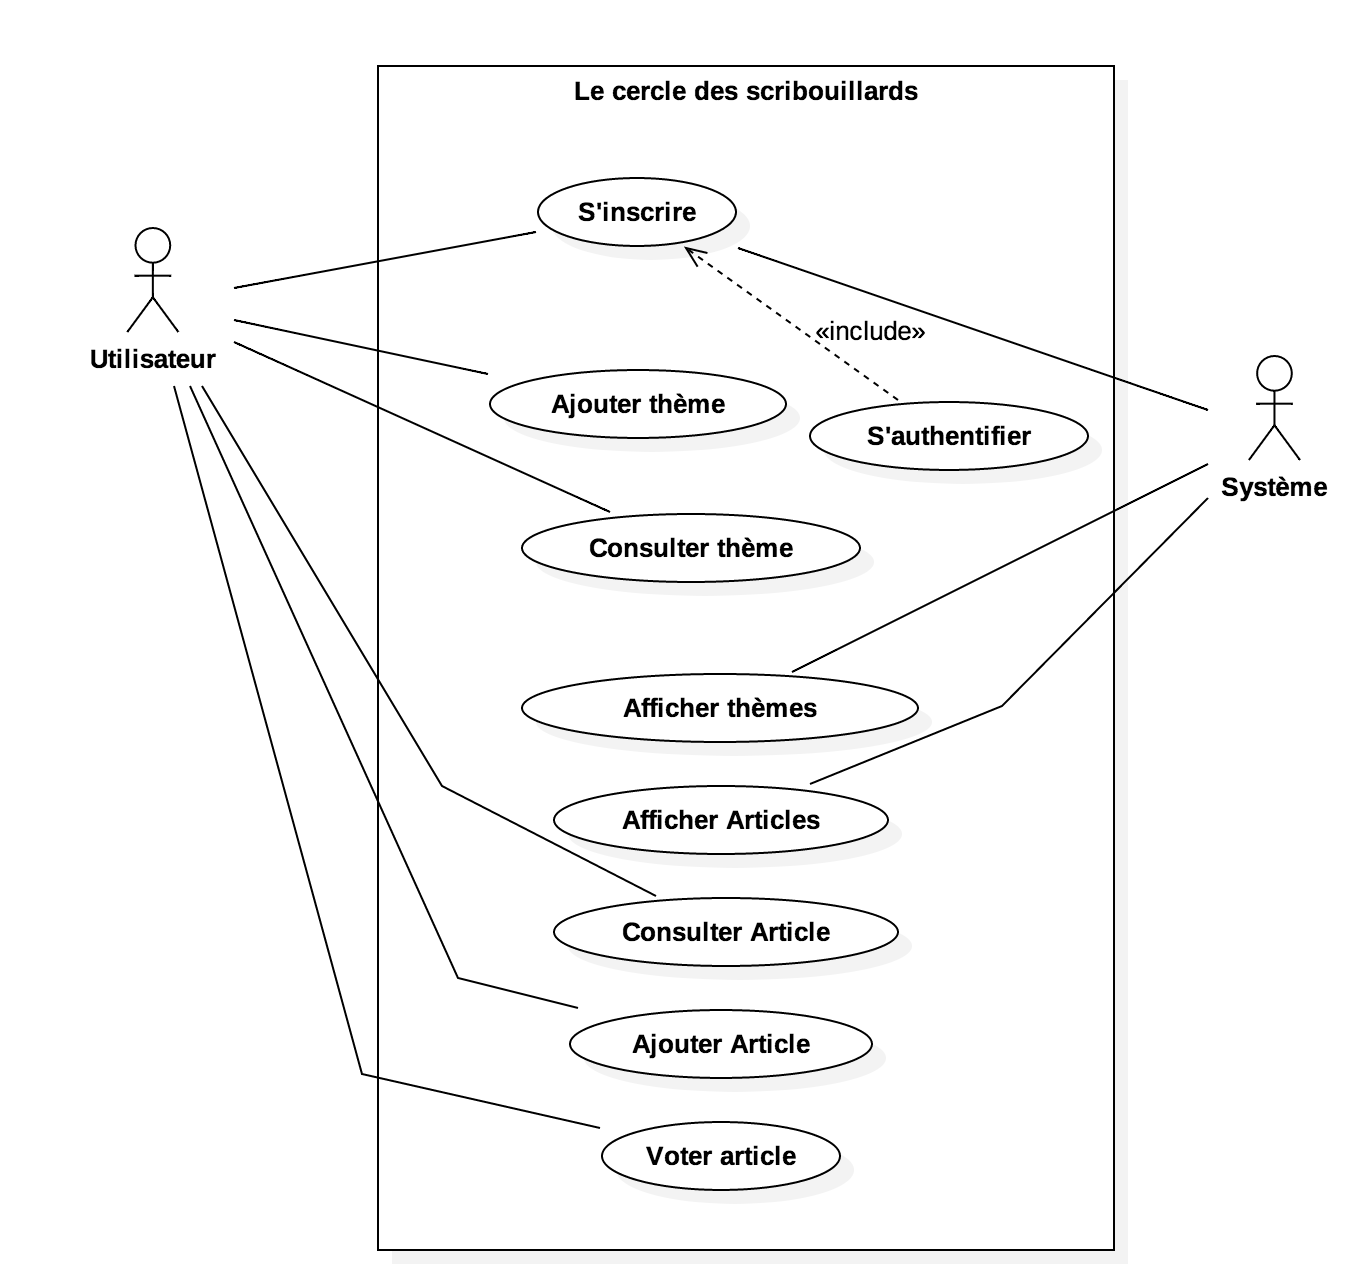 Le cercle des scribouillards
S'inscrire
Utilisateur
«include»
Ajouter thème
S'authentifier
Système
Consulter thème
Afficher thèmes
Afficher Articles
Consulter Article
Ajouter Article
Voter article